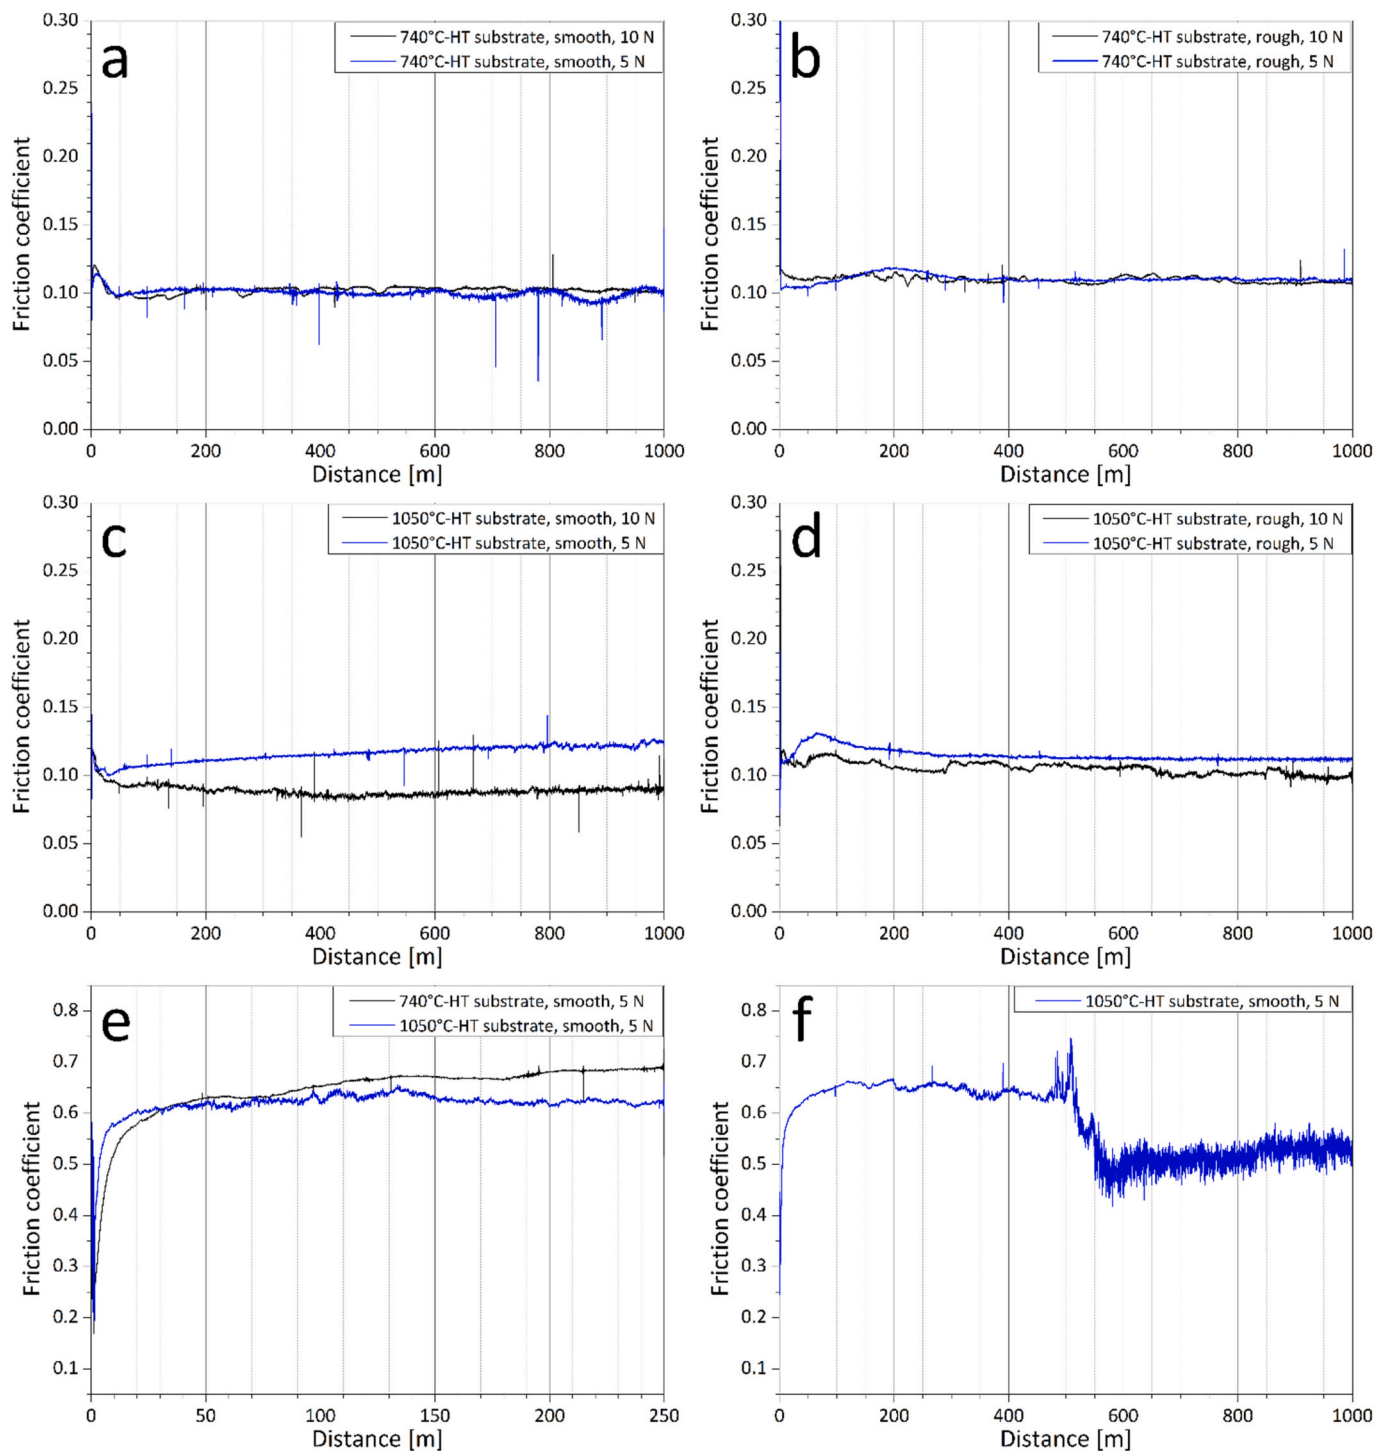 a
740°C-HT substrate, smooth, 10 N
740°C-HT substrate, smooth, 5 N
0.30
0.25
0.20
0.15
0.10
0.05
0.00
Friction coefficient
0 200 400 600 800 1000
Distance [m]
b
740°C-HT substrate, rough, 10 N
740°C-HT substrate, rough, 5 N
0.30
0.25
0.20
0.15
0.10
0.05
0.00
Friction coefficient
0 200 400 600 800 1000
Distance [m]
c
1050°C-HT substrate, smooth, 10 N
1050°C-HT substrate, smooth, 5 N
0.30
0.25
0.20
0.15
0.10
0.05
0.00
Friction coefficient
0 200 400 600 800 1000
Distance [m]
d
1050°C-HT substrate, rough, 10 N
1050°C-HT substrate, rough, 5 N
0.30
0.25
0.20
0.15
0.10
0.05
0.00
Friction coefficient
0 200 400 600 800 1000
Distance [m]
e
740°C-HT substrate, smooth, 5 N
1050°C-HT substrate, smooth, 5 N
0.8
0.7
0.6
0.5
0.4
0.3
0.2
0.1
Friction coefficient
0 50 100 150 200 250
Distance [m]
f
1050°C-HT substrate, smooth, 5 N
0.8
0.7
0.6
0.5
0.4
0.3
0.2
0.1
Friction coefficient
0 200 400 600 800 1000
Distance [m]